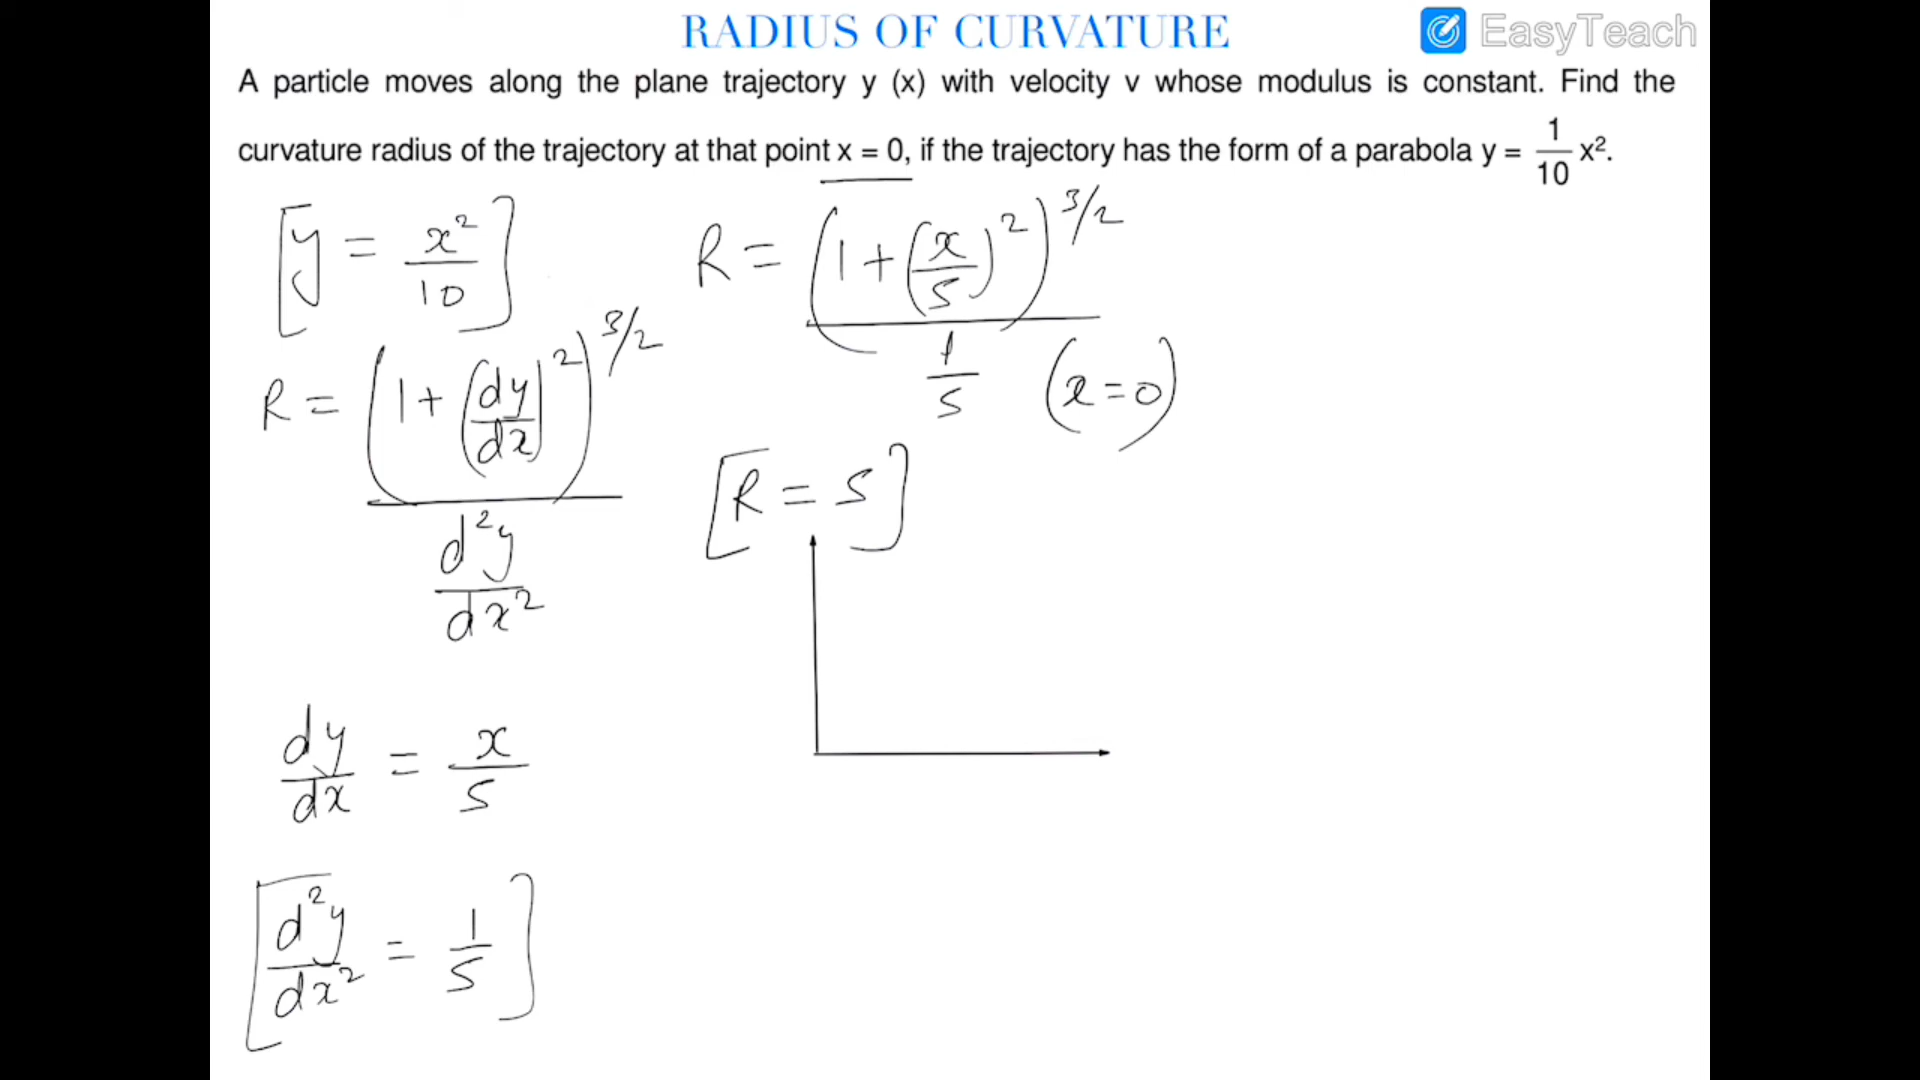 RADIUS OF CURVATURE
EasyTeach
A particle moves along the plane trajectory y (x) with velocity v whose modulus is constant. Find the
curvature radius of the trajectory at that point x = 0, if the trajectory has the form of a parabola y = 1/10 x².
[y = x²/10]
R = (1 + (dy/dx)²)^3/2 / d²y/dx²
dy/dx = x/5
[d²y/dx² = 1/5]
R = (1 + (x/5)²)^3/2 / 1/5 (x=0)
[R = 5]